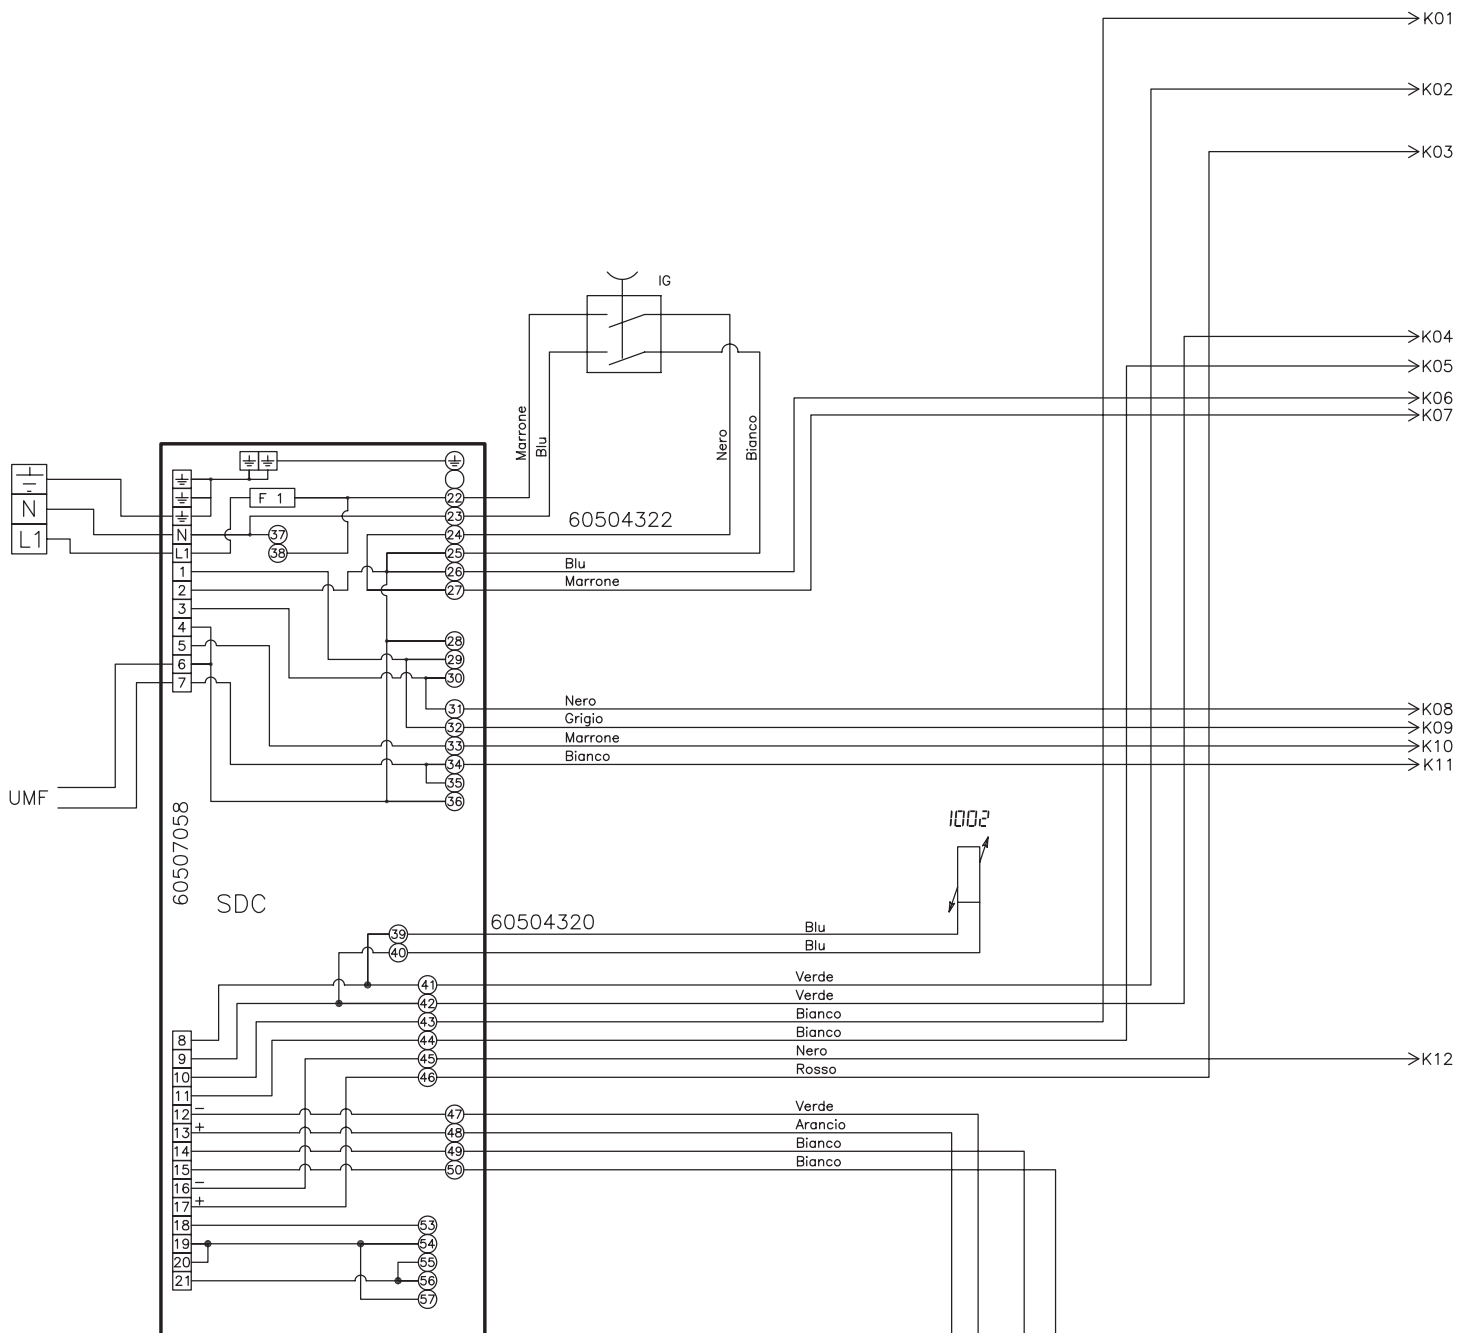 K01
K02
K03
IG
K04
K05
K06
K07
Marrone
Blu
Nero
Bianco
N
L1
F 1
22
23
24
25
26
27
60504322
N
L1
37
38
1
2
3
4
5
6
7
Blu
Marrone
28
29
30
31
32
33
34
35
36
Nero
Grigio
Marrone
Bianco
K08
K09
K10
K11
UMF
60507058
SDC
1002
60504320
39
40
Blu
Blu
41
42
43
44
45
46
Verde
Verde
Bianco
Bianco
Nero
Rosso
K12
8
9
10
11
12 -
13 +
14
15
16 -
17 +
18
19
20
21
47
48
49
50
Verde
Arancio
Bianco
Bianco
53
54
55
56
57